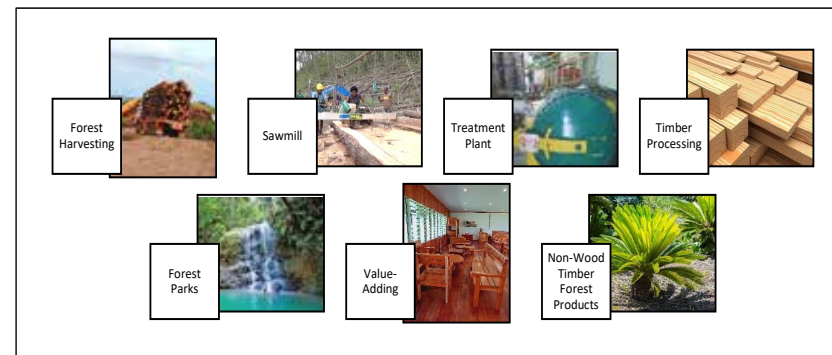 Forest
Harvesting
Sawmill
Treatment
Plant
Timber
Processing
Forest
Parks
Value-
Adding
Non-Wood
Timber
Forest
Products